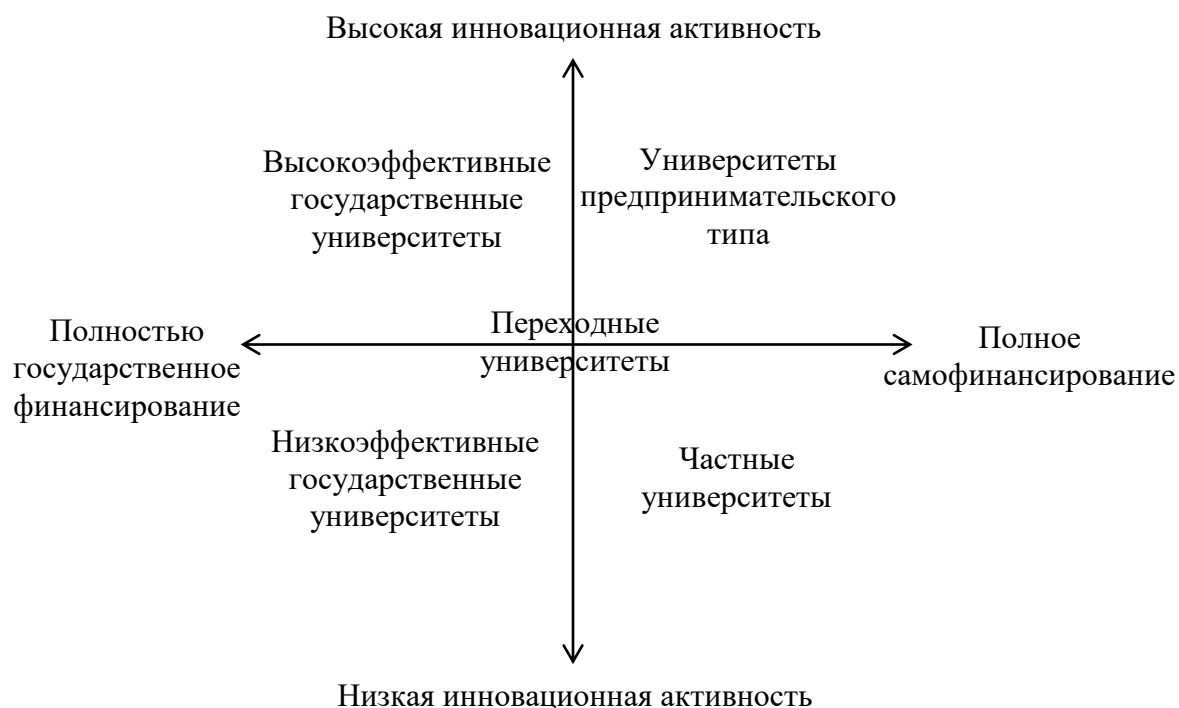 Высокая инновационная активность
Высокоэффективные
государственные
университеты
Университеты
предпринимательского
типа
Полностью
государственное
финансирование
Переходные
университеты
Полное
самофинансирование
Низкоэффективные
государственные
университеты
Частные
университеты
Низкая инновационная активность